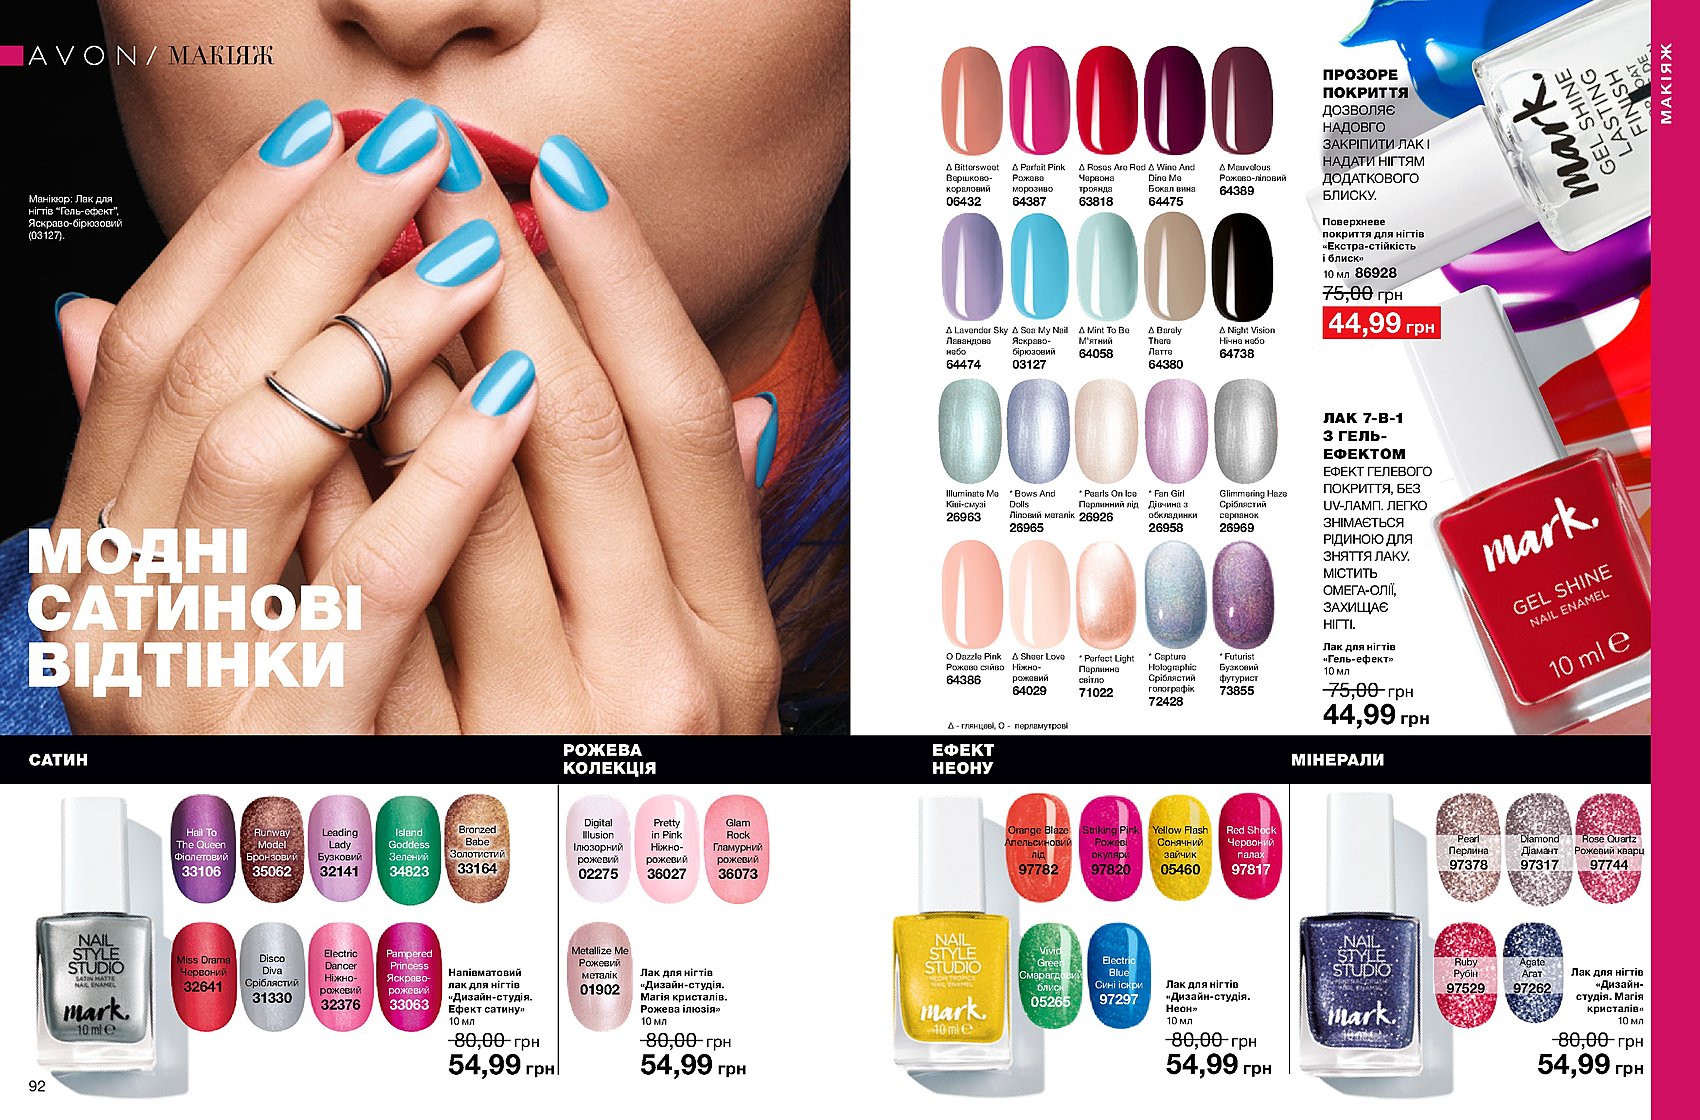 AVON/ МАКІЯЖ
Манікюр: Лак для
нігтів "Гель-ефект",
Яскраво-бірюзовий
(03127).
МОДНІ
САТИНОВІ
ВІДТІНКИ
Δ Bittersweet
Вершково-
кораловий
06432
Δ Parfait Pink
Рожеве
морозиво
64387
Δ Roses Are Red
Червона
троянда
63818
Δ Wine And
Dine Me
Бокал вина
64475
Δ Mauvelous
Рожево-ліловий
64389
Δ Lavender Sky
Лавандове
небо
64474
Δ Sea My Nail
Яскраво-
бірюзовий
03127
Δ Mint To Be
М'ятний
64058
Δ Barely
There
Латте
64380
Δ Night Vision
Нічне небо
64738
Illuminate Me
Ківі-смузі
26963
* Bows And
Dolls
Ліловий металік
26965
* Pearls On Ice
Перлинний лід
26926
* Fan Girl
Дівчина з
обкладинки
26958
Glimmering Haze
Сріблястий
серпанок
26969
O Dazzle Pink
Рожеве сяйво
64386
Δ Sheer Love
Ніжно-
рожевий
64029
* Perfect Light
Перлинне
світло
71022
* Capture
Holographic
Сріблястий
голографік
72428
* Futurist
Бузковий
футурист
73855
Δ - глянцеві, O - перламутрові
ПРОЗОРЕ
ПОКРИТТЯ
ДОЗВОЛЯЄ
НАДОВГО
ЗАКРІПИТИ ЛАК І
НАДАТИ НІГТЯМ
ДОДАТКОВОГО
БЛИСКУ.
Поверхневе
покриття для нігтів
«Екстра-стійкість
і блиск»
10 мл 86928
75,00 грн
44,99 грн
mark.
GEL SHINE
LASTING
FINISH
МАКІЯЖ
ЛАК 7-В-1
З ГЕЛЬ-
ЕФЕКТОМ
ЕФЕКТ ГЕЛЕВОГО
ПОКРИТТЯ, БЕЗ
UV-ЛАМП. ЛЕГКО
ЗНІМАЄТЬСЯ
РІДИНОЮ ДЛЯ
ЗНЯТТЯ ЛАКУ.
МІСТИТЬ
ОМЕГА-ОЛІЇ,
ЗАХИЩАЄ
НІГТІ.
Лак для нігтів
«Гель-ефект»
10 мл
75,00 грн
44,99 грн
mark.
GEL SHINE
NAIL ENAMEL
10 ml e
САТИН
Hail To
The Queen
Фіолетовий
33106
Runway
Model
Бронзовий
35062
Leading
Lady
Бузковий
32141
Island
Goddess
Зелений
34823
Bronzed
Babe
Золотистий
33164
Miss Drama
Червоний
32641
Disco
Diva
Сріблястий
31330
Electric
Dancer
Ніжно-
рожевий
32376
Pampered
Princess
Яскраво-
рожевий
33063
NAIL
STYLE
STUDIO
SATIN MATTE
NAIL ENAMEL
mark.
10 ml e
Напівматовий
лак для нігтів
«Дизайн-студія.
Ефект сатину»
10 мл
80,00 грн
54,99 грн
РОЖЕВА
КОЛЕКЦІЯ
Digital
Illusion
Ілюзорний
рожевий
02275
Pretty
in Pink
Ніжно-
рожевий
36027
Glam
Rock
Гламурний
рожевий
36073
Metallize Me
Рожевий
металік
01902
Лак для нігтів
«Дизайн-студія.
Магія кристалів.
Рожева ілюзія»
10 мл
80,00 грн
54,99 грн
ЕФЕКТ
НЕОНУ
Orange Blaze
Апельсиновий
лід
97782
Striking Pink
Рожеві
окуляри
97820
Yellow Flash
Сонячний
зайчик
05460
Red Shock
Червоний
палах
97817
Vivid
Green
Смарагдовий
блиск
05265
Electric
Blue
Сині іскри
97297
NAIL
STYLE
STUDIO
NEON TROPICS
NAIL ENAMEL
mark.
10 ml e
Лак для нігтів
«Дизайн-студія.
Неон»
10 мл
80,00 грн
54,99 грн
МІНЕРАЛИ
Pearl
Перлина
97378
Diamond
Діамант
97317
Rose Quartz
Рожевий кварц
97744
Ruby
Рубін
97529
Agate
Агат
97262
NAIL
STYLE
STUDIO
MINERAL CRUSH
NAIL ENAMEL
mark.
Лак для нігтів
«Дизайн-
студія. Магія
кристалів»
10 мл
80,00 грн
54,99 грн
92